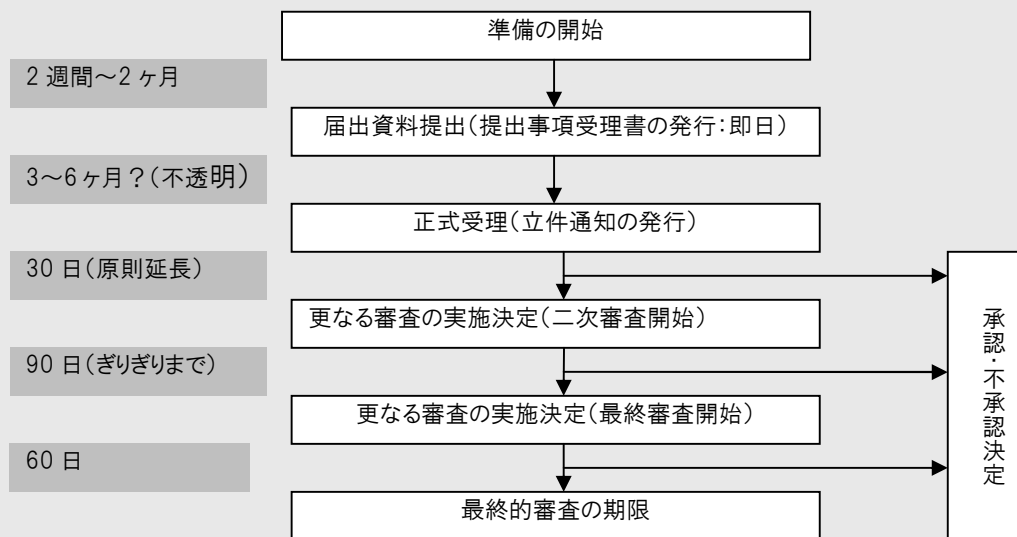 準備の開始
2 週間～2 ヶ月
届出資料提出（提出事項受理書の発行：即日）
3～6 ヶ月？（不透明）
正式受理（立件通知の発行）
30 日（原則延長）
更なる審査の実施決定（二次審査開始）
90 日（ぎりぎりまで）
更なる審査の実施決定（最終審査開始）
60 日
最終的審査の期限
承認・不承認決定